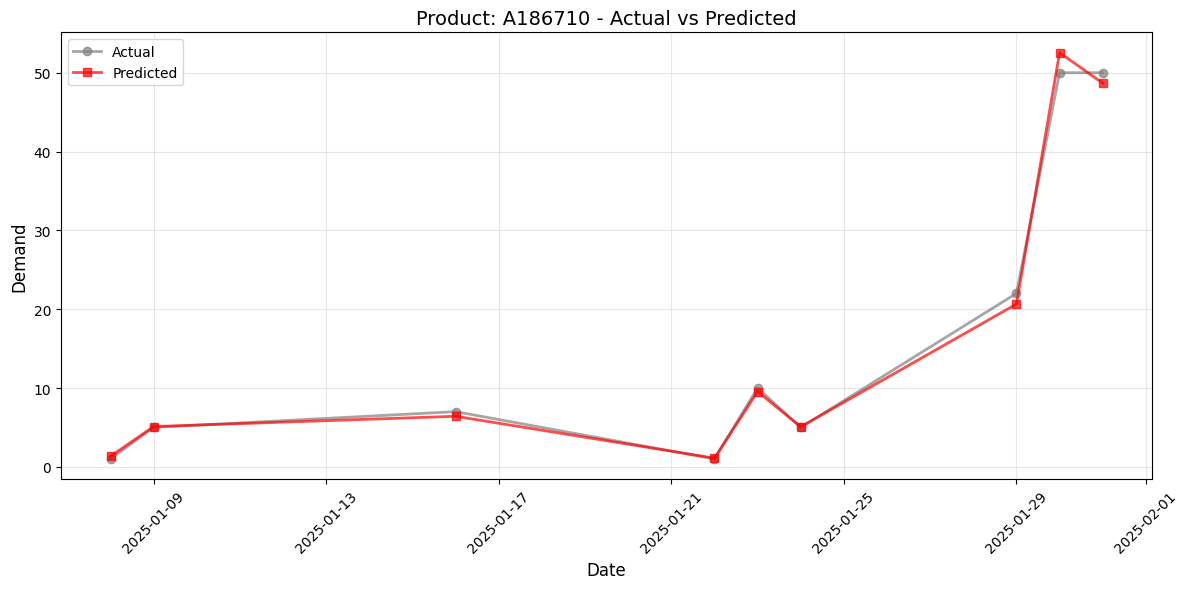 Product: A186710 - Actual vs Predicted
Actual
Predicted
50
40
30
20
10
0
Demand
2025-01-09
2025-01-13
2025-01-17
2025-01-21
2025-01-25
2025-01-29
2025-02-01
Date